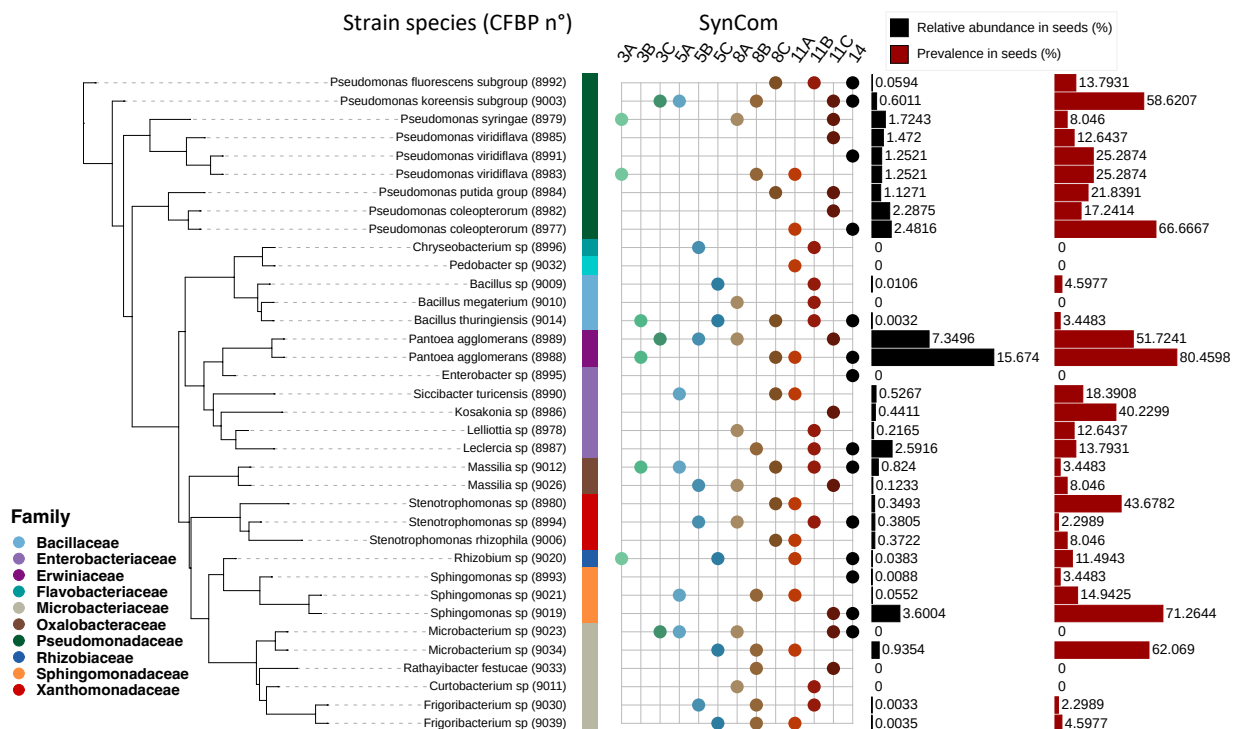 Strain species (CFBP n°)
SynCom
Relative abundance in seeds (%)
Prevalence in seeds (%)
3A 3B 3C 5A 5B 5C 8A 8B 8C 11A 11B 11C 14
Pseudomonas fluorescens subgroup (8992) 0.0594 13.7931
Pseudomonas koreensis subgroup (9003) 0.6011 58.6207
Pseudomonas syringae (8979) 1.7243 8.046
Pseudomonas viridiflava (8985) 1.472 12.6437
Pseudomonas viridiflava (8991) 1.2521 25.2874
Pseudomonas viridiflava (8983) 1.2521 25.2874
Pseudomonas putida group (8984) 1.1271 21.8391
Pseudomonas coleopterorum (8982) 2.2875 17.2414
Pseudomonas coleopterorum (8977) 2.4816 66.6667
Chryseobacterium sp (8996) 0 0
Pedobacter sp (9032) 0 0
Bacillus sp (9009) 0.0106 4.5977
Bacillus megaterium (9010) 0 0
Bacillus thuringiensis (9014) 0.0032 3.4483
Pantoea agglomerans (8989) 7.3496 51.7241
Pantoea agglomerans (8988) 15.674 80.4598
Enterobacter sp (8995) 0 0
Siccibacter turicensis (8990) 0.5267 18.3908
Kosakonia sp (8986) 0.4411 40.2299
Lelliottia sp (8978) 0.2165 12.6437
Leclercia sp (8987) 2.5916 13.7931
Massilia sp (9012) 0.824 3.4483
Massilia sp (9026) 0.1233 8.046
Stenotrophomonas sp (8980) 0.3493 43.6782
Stenotrophomonas sp (8994) 0.3805 2.2989
Stenotrophomonas rhizophila (9006) 0.3722 8.046
Rhizobium sp (9020) 0.0383 11.4943
Sphingomonas sp (8993) 0.0088 3.4483
Sphingomonas sp (9021) 0.0552 14.9425
Sphingomonas sp (9019) 3.6004 71.2644
Microbacterium sp (9023) 0 0
Microbacterium sp (9034) 0.9354 62.069
Rathayibacter festucae (9033) 0 0
Curtobacterium sp (9011) 0 0
Frigoribacterium sp (9030) 0.0033 2.2989
Frigoribacterium sp (9039) 0.0035 4.5977
Family
Bacillaceae
Enterobacteriaceae
Erwiniaceae
Flavobacteriaceae
Microbacteriaceae
Oxalobacteraceae
Pseudomonadaceae
Rhizobiaceae
Sphingomonadaceae
Xanthomonadaceae